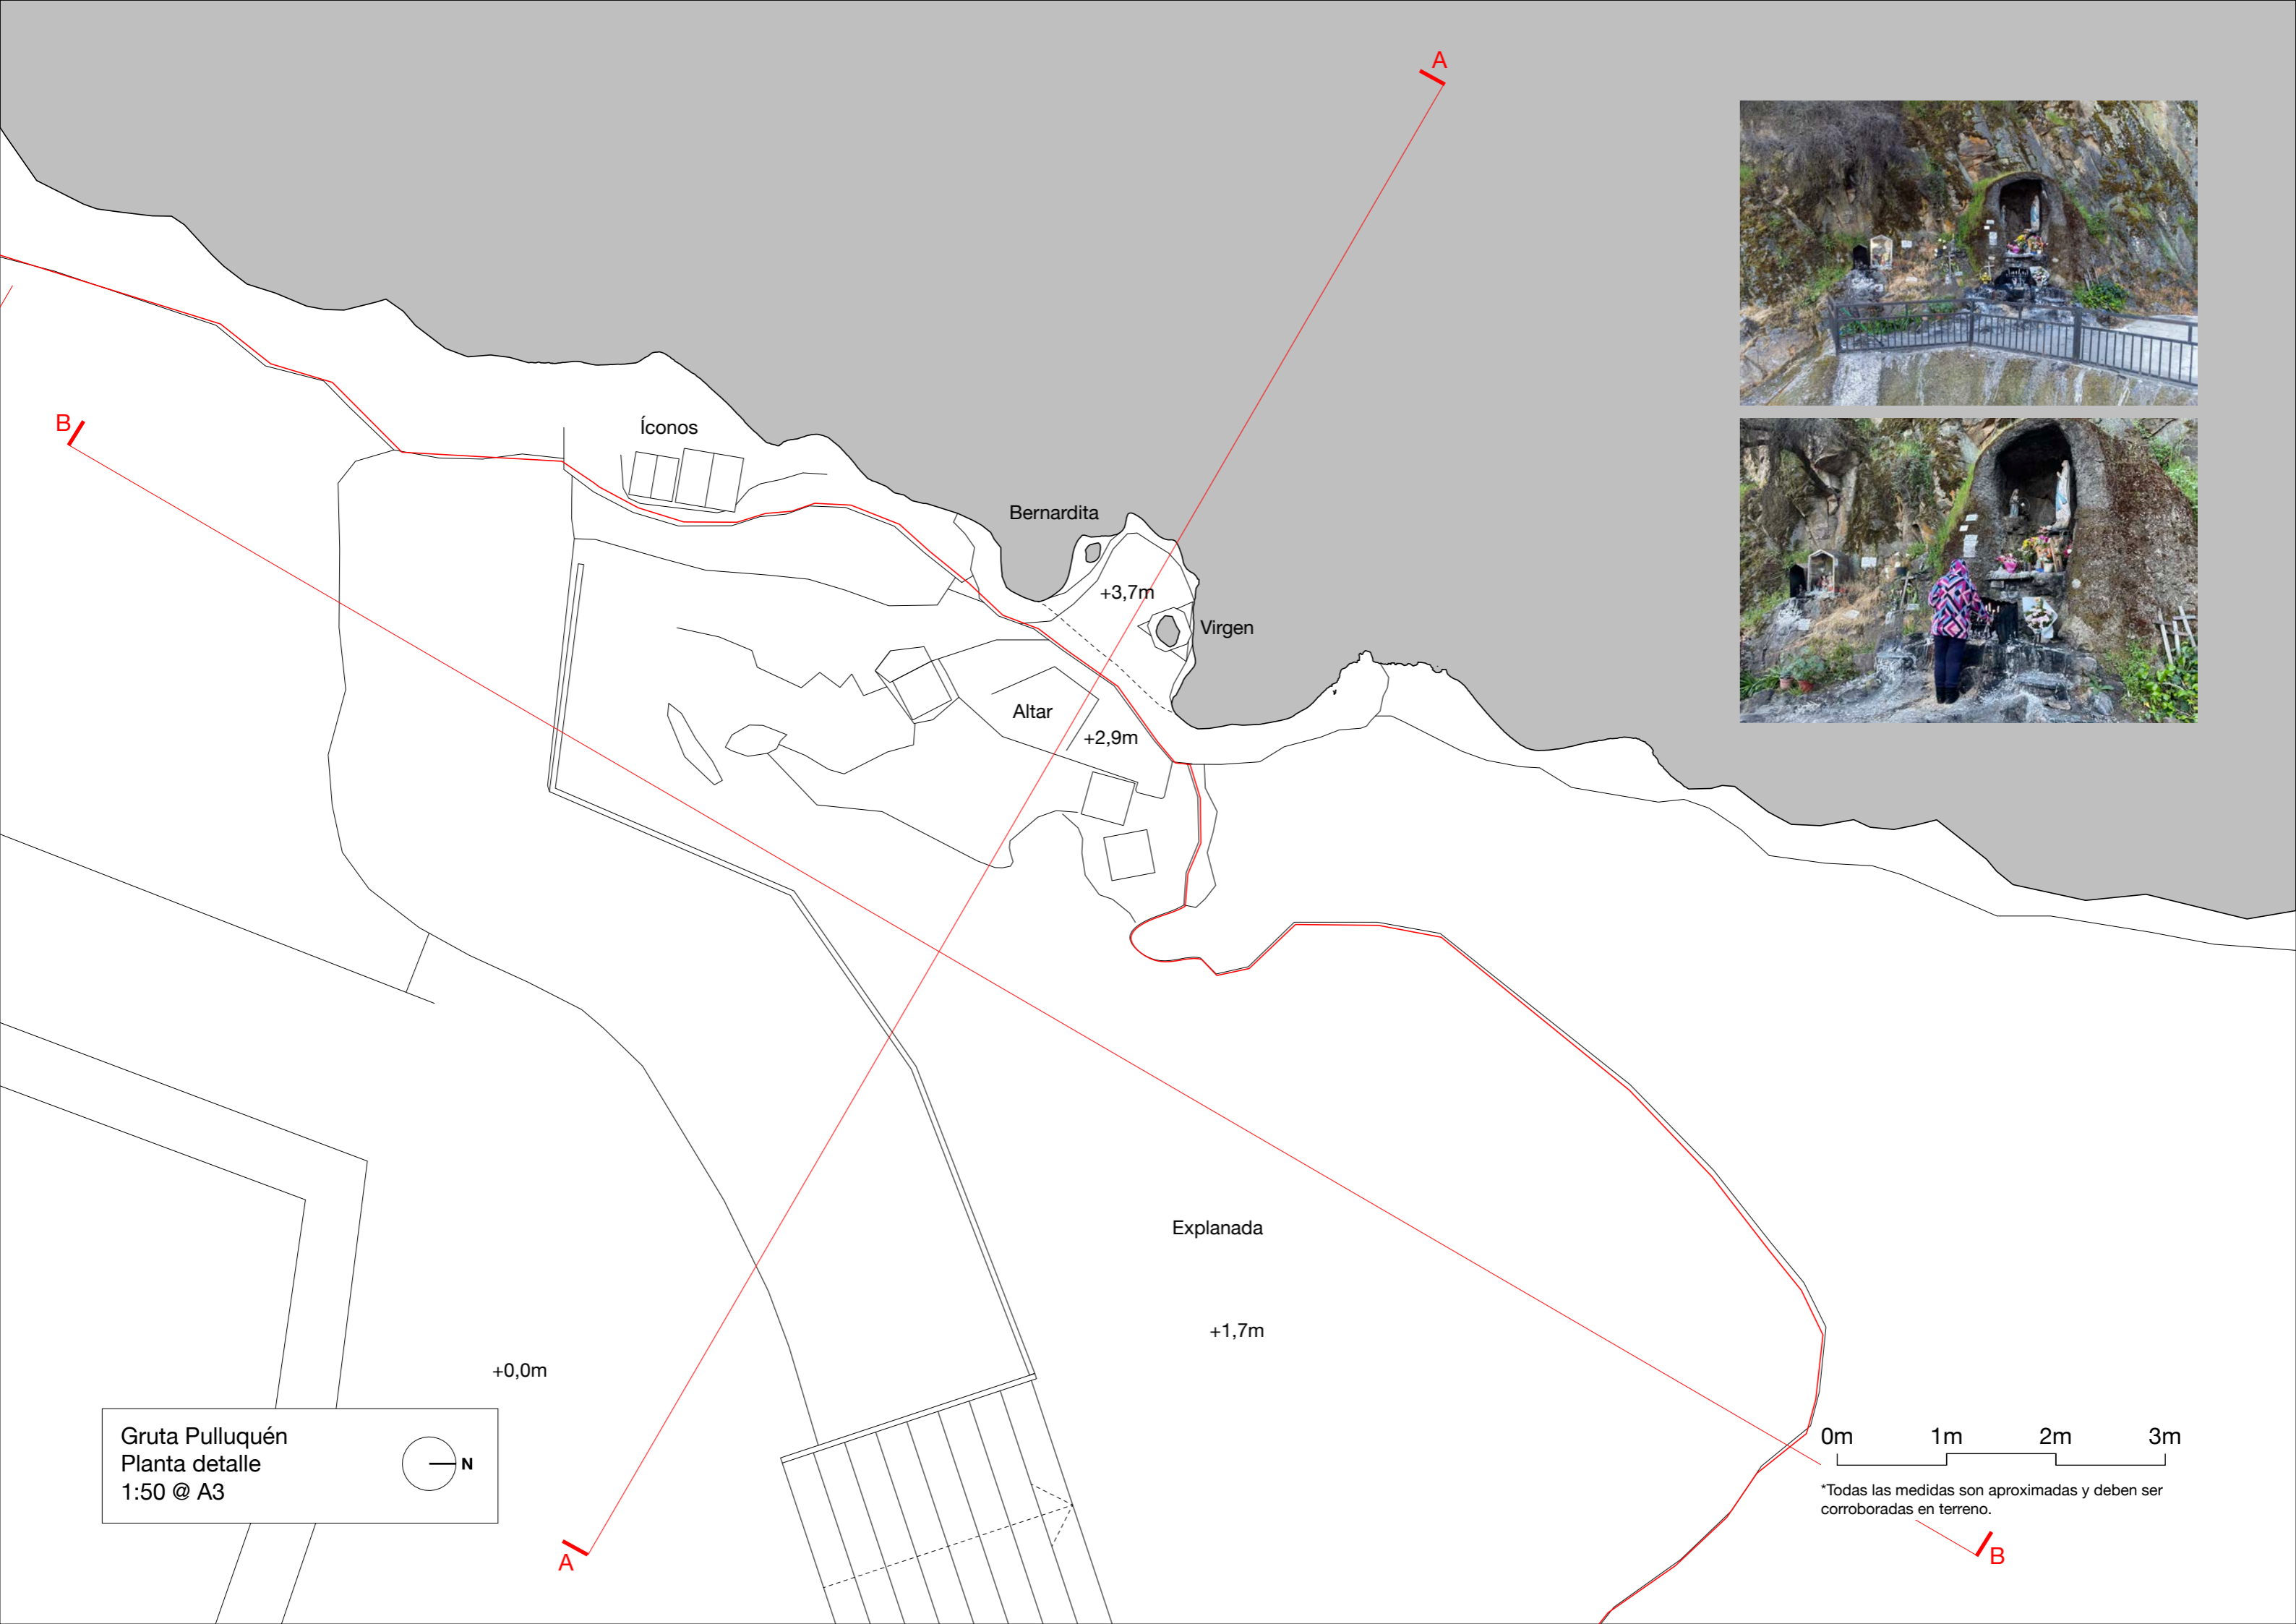 A
B
Íconos
Bernardita
+3,7m
Virgen
Altar
+2,9m
Explanada
+1,7m
+0,0m
Gruta Pulluquén
Planta detalle
1:50 @ A3
N
0m 1m 2m 3m
*Todas las medidas son aproximadas y deben ser
corroboradas en terreno.
A
B